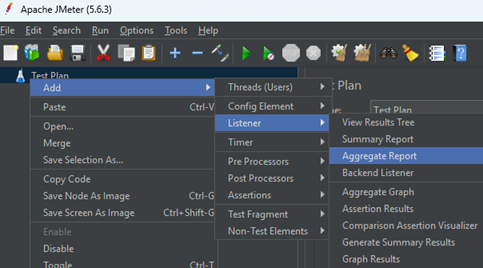 Apache JMeter (5.6.3)
File Edit Search Run Options Tools Help
Test Plan
Add
Paste Ctrl-V
Open...
Merge
Save Selection As...
Copy Code
Save Node As Image Ctrl-G
Save Screen As Image Ctrl+Shift-G
Enable
Disable
Toggle Ctrl-T
Threads (Users)
Config Element
Listener
Timer
Pre Processors
Post Processors
Assertions
Test Fragment
Non-Test Elements
View Results Tree
Summary Report
Aggregate Report
Backend Listener
Aggregate Graph
Assertion Results
Comparison Assertion Visualizer
Generate Summary Results
Graph Results
Plan
Test Plan